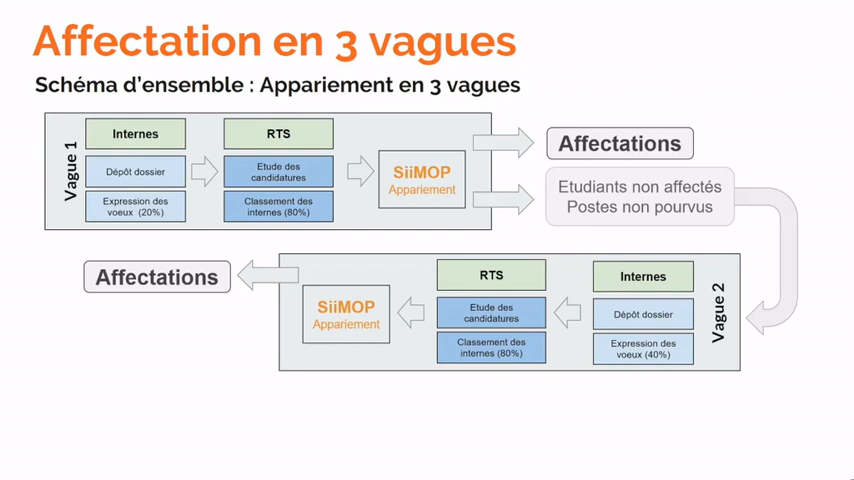 Affectation en 3 vagues
Schéma d'ensemble : Appariement en 3 vagues
Vague 1
Internes
Dépôt dossier
Expression des
voeux (20%)
RTS
Etude des
candidatures
Classement des
internes (80%)
SiiMOP
Appariement
Affectations
Etudiants non affectés
Postes non pourvus
Vague 2
Internes
Dépôt dossier
Expression des
voeux (40%)
RTS
Etude des
candidatures
Classement des
internes (80%)
SiiMOP
Appariement
Affectations